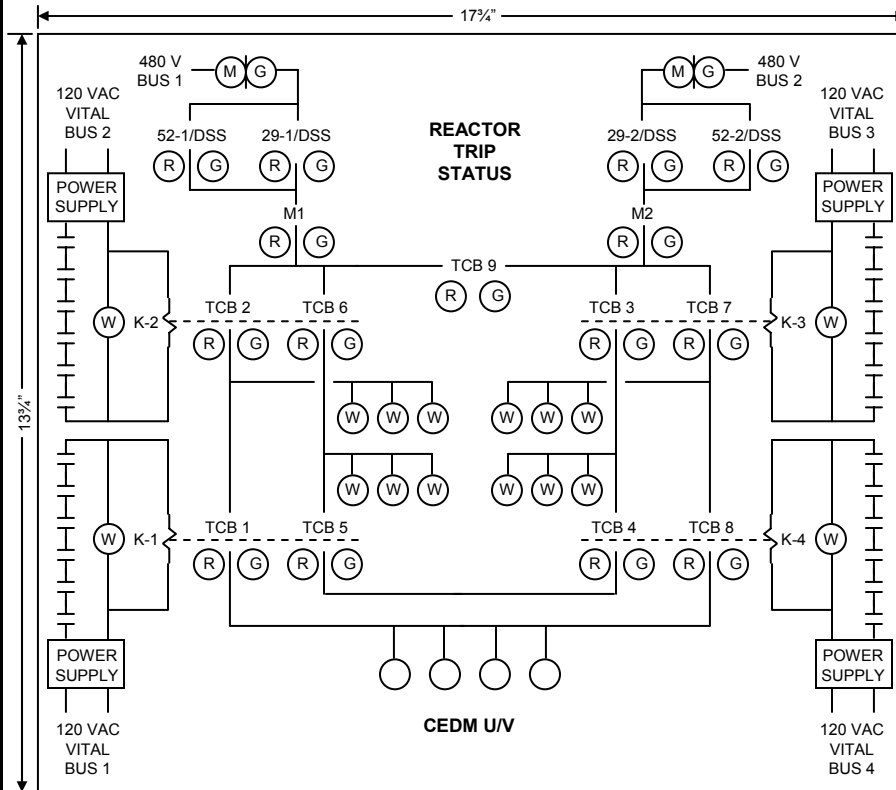 17¾"
13¾"
480 V
BUS 1
M G
M G
480 V
BUS 2
120 VAC
VITAL
BUS 2
120 VAC
VITAL
BUS 3
52-1/DSS 29-1/DSS
R G R G
REACTOR
TRIP
STATUS
29-2/DSS 52-2/DSS
R G R G
POWER
SUPPLY
POWER
SUPPLY
M1
R G
M2
R G
TCB 9
R G
W K-2
TCB 2 TCB 6
R G R G
TCB 3 TCB 7
R G R G
K-3 W
W W W W W W
W W W W W W
W K-1
TCB 1 TCB 5
R G R G
TCB 4 TCB 8
R G R G
K-4 W
POWER
SUPPLY
POWER
SUPPLY
CEDM U/V
120 VAC
VITAL
BUS 1
120 VAC
VITAL
BUS 4